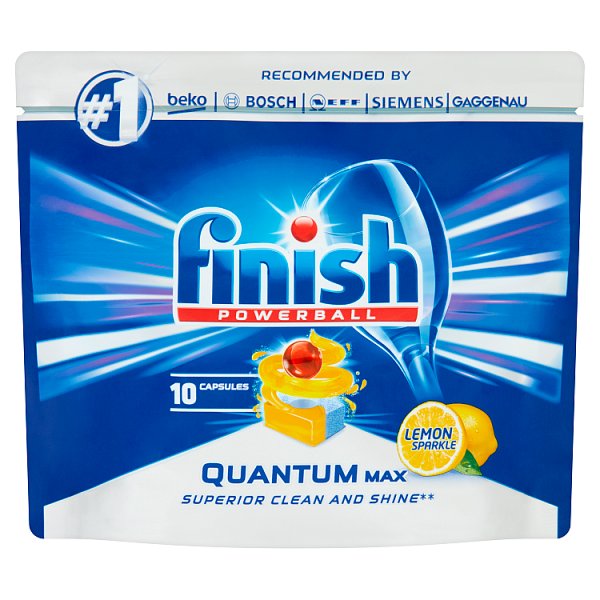 RECOMMENDED BY
#1
beko BOSCH NEFF SIEMENS GAGGENAU
finish
POWERBALL
10 CAPSULES
LEMON
SPARKLE
QUANTUM MAX
SUPERIOR CLEAN AND SHINE**